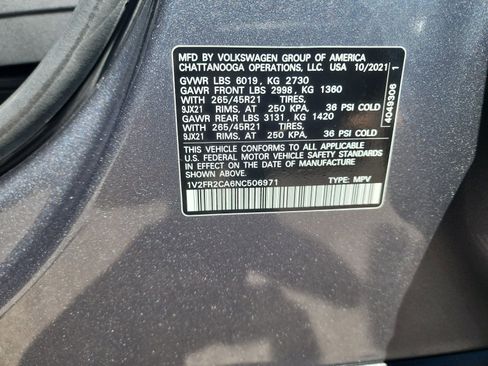 MFD. BY VOLKSWAGEN GROUP OF AMERICA
CHATTANOOGA OPERATIONS, LLC. USA 10/2021
GVWR LBS 6019, KG 2730
GAWR FRONT LBS 2998, KG 1360
WITH 265/45R21 TIRES,
9JX21 RIMS, AT 250 KPA, 36 PSI COLD
GAWR REAR LBS 3131, KG 1420
WITH 265/45R21 TIRES,
9JX21 RIMS, AT 250 KPA, 36 PSI COLD
THIS VEHICLE CONFORMS TO ALL APPLICABLE
U.S. FEDERAL MOTOR VEHICLE SAFETY STANDARDS
IN EFFECT ON THE DATE OF MANUFACTURE
SHOWN ABOVE.
1V2FR2CA6NC506971 TYPE: MPV
4049306 1